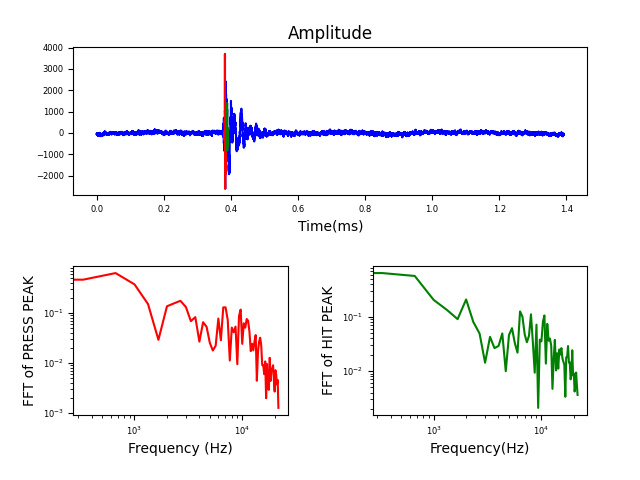 Amplitude
4000
3000
2000
1000
0
−1000
−2000
0.0 0.2 0.4 0.6 0.8 1.0 1.2 1.4
Time(ms)
FFT of PRESS PEAK
10⁻¹
10⁻²
10⁻³
10³ 10⁴
Frequency (Hz)
FFT of HIT PEAK
10⁻¹
10⁻²
10³ 10⁴
Frequency(Hz)